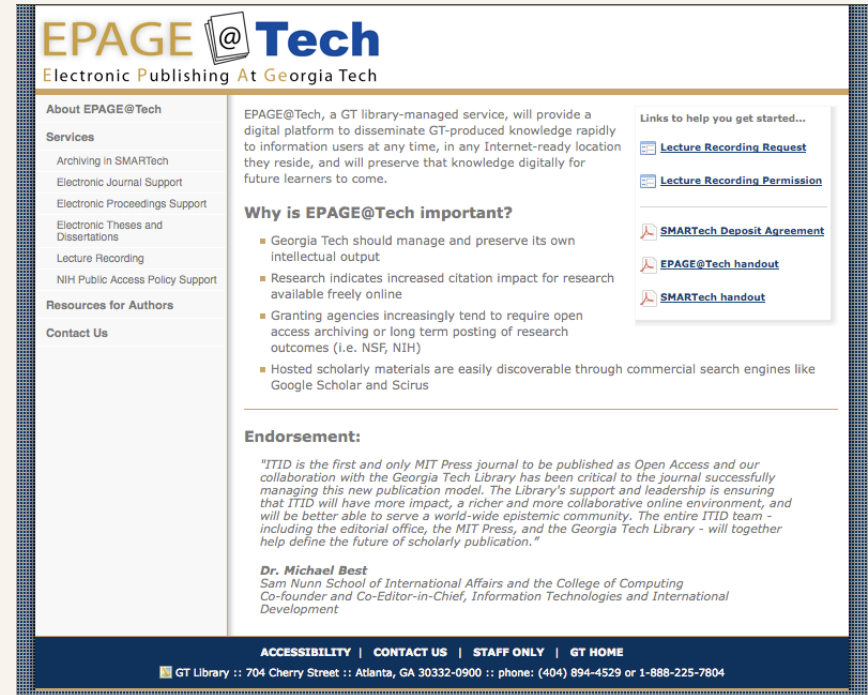 EPAGE @ Tech
Electronic Publishing At Georgia Tech
About EPAGE@Tech
Services
Archiving in SMARTech
Electronic Journal Support
Electronic Proceedings Support
Electronic Theses and
Dissertations
Lecture Recording
NIH Public Access Policy Support
Resources for Authors
Contact Us
EPAGE@Tech, a GT library-managed service, will provide a
digital platform to disseminate GT-produced knowledge rapidly
to information users at any time, in any Internet-ready location
they reside, and will preserve that knowledge digitally for
future learners to come.
Why is EPAGE@Tech important?
Georgia Tech should manage and preserve its own
intellectual output
Research indicates increased citation impact for research
available freely online
Granting agencies increasingly tend to require open
access archiving or long term posting of research
outcomes (i.e. NSF, NIH)
Hosted scholarly materials are easily discoverable through commercial search engines like
Google Scholar and Scirus
Links to help you get started...
Lecture Recording Request
Lecture Recording Permission
SMARTech Deposit Agreement
EPAGE@Tech handout
SMARTech handout
Endorsement:
"ITID is the first and only MIT Press journal to be published as Open Access and our
collaboration with the Georgia Tech Library has been critical to the journal successfully
managing this new publication model. The Library's support and leadership is ensuring
that ITID will have more impact, a richer and more collaborative online environment, and
will be better able to serve a world-wide epistemic community. The entire ITID team -
including the editorial office, the MIT Press, and the Georgia Tech Library - will together
help define the future of scholarly publication."
Dr. Michael Best
Sam Nunn School of International Affairs and the College of Computing
Co-founder and Co-Editor-in-Chief, Information Technologies and International
Development
ACCESSIBILITY | CONTACT US | STAFF ONLY | GT HOME
GT Library :: 704 Cherry Street :: Atlanta, GA 30332-0900 :: phone: (404) 894-4529 or 1-888-225-7804